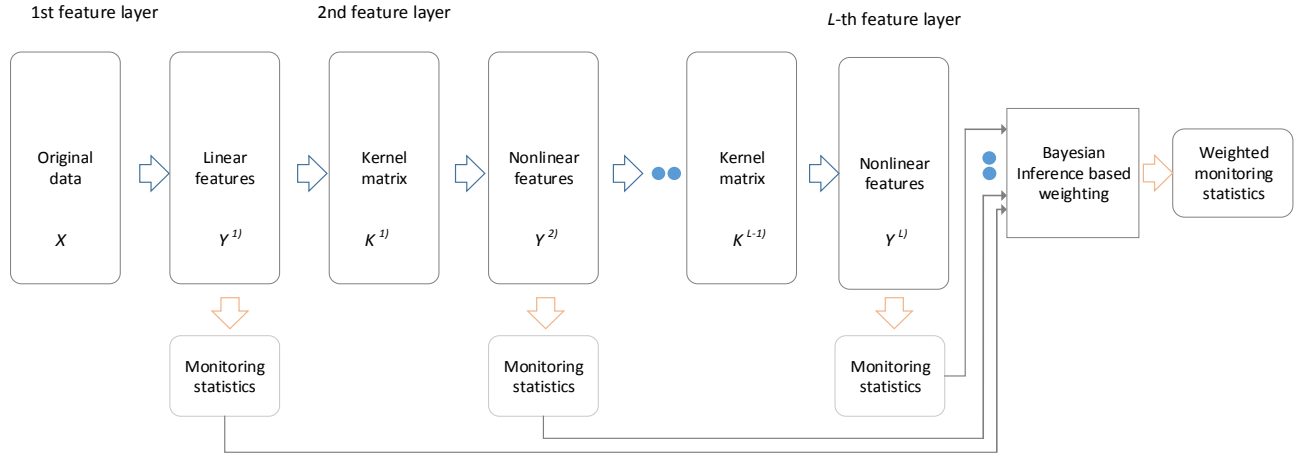 1st feature layer
2nd feature layer
L-th feature layer
Original
data
X
Linear
features
Y 1)
Kernel
matrix
K 1)
Nonlinear
features
Y 2)
Kernel
matrix
K L-1)
Nonlinear
features
Y L)
Bayesian
Inference based
weighting
Weighted
monitoring
statistics
Monitoring
statistics
Monitoring
statistics
Monitoring
statistics